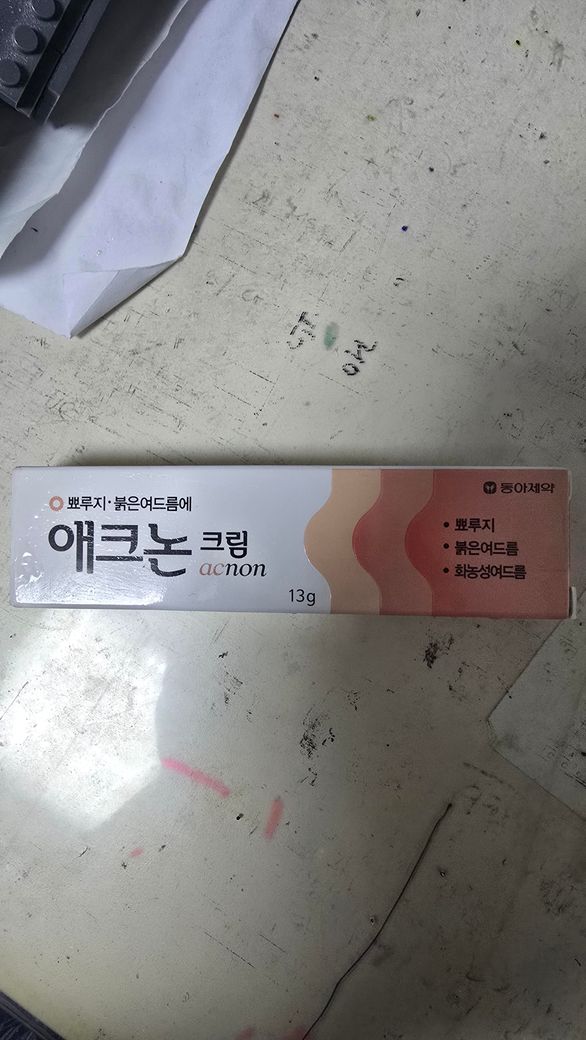 뾰루지·붉은여드름에
애크논 크림
acnon
13g
동아제약
• 뾰루지
• 붉은여드름
• 화농성여드름